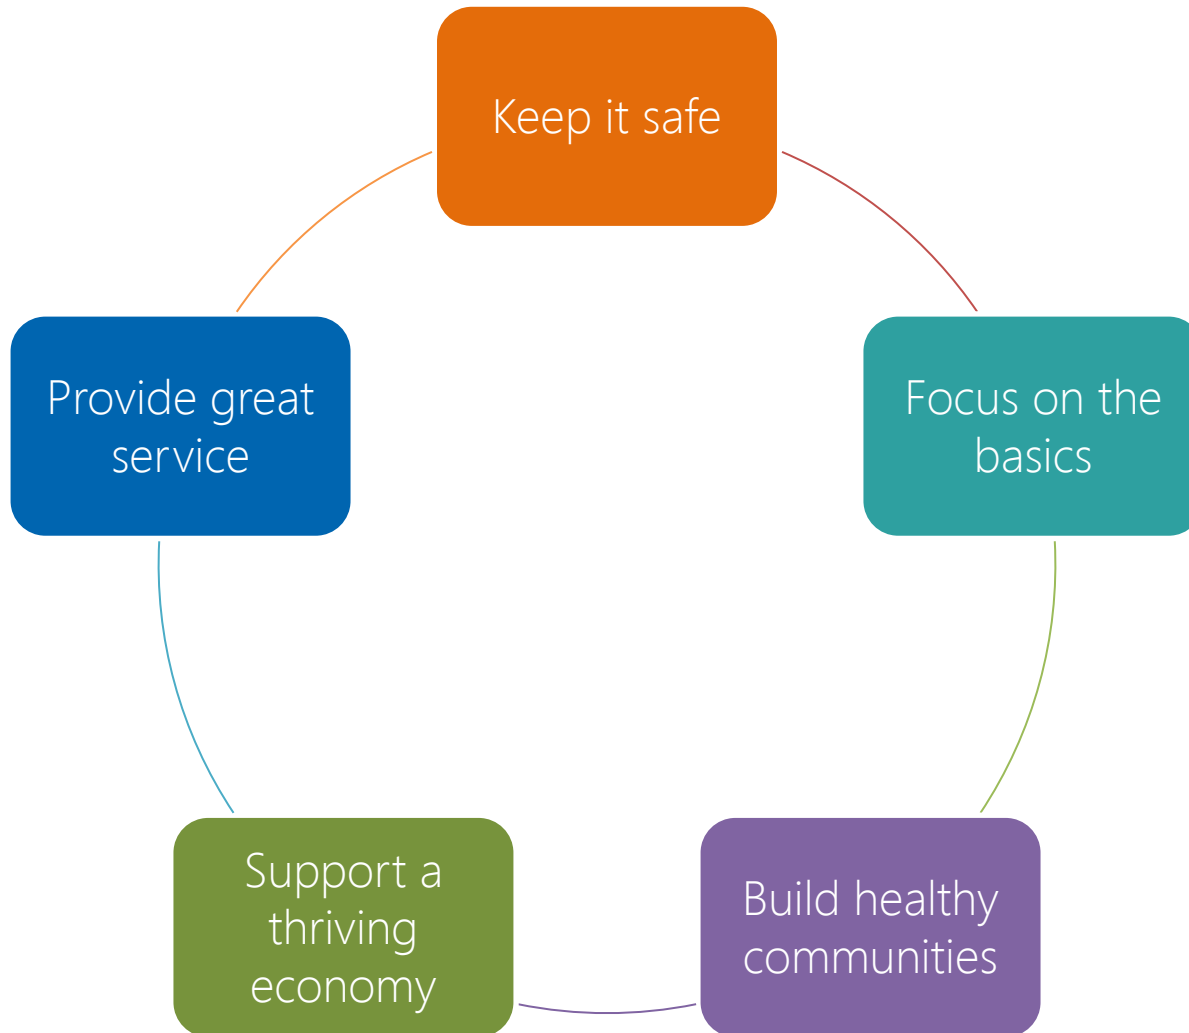 Keep it safe
Focus on the
basics
Build healthy
communities
Support a
thriving
economy
Provide great
service